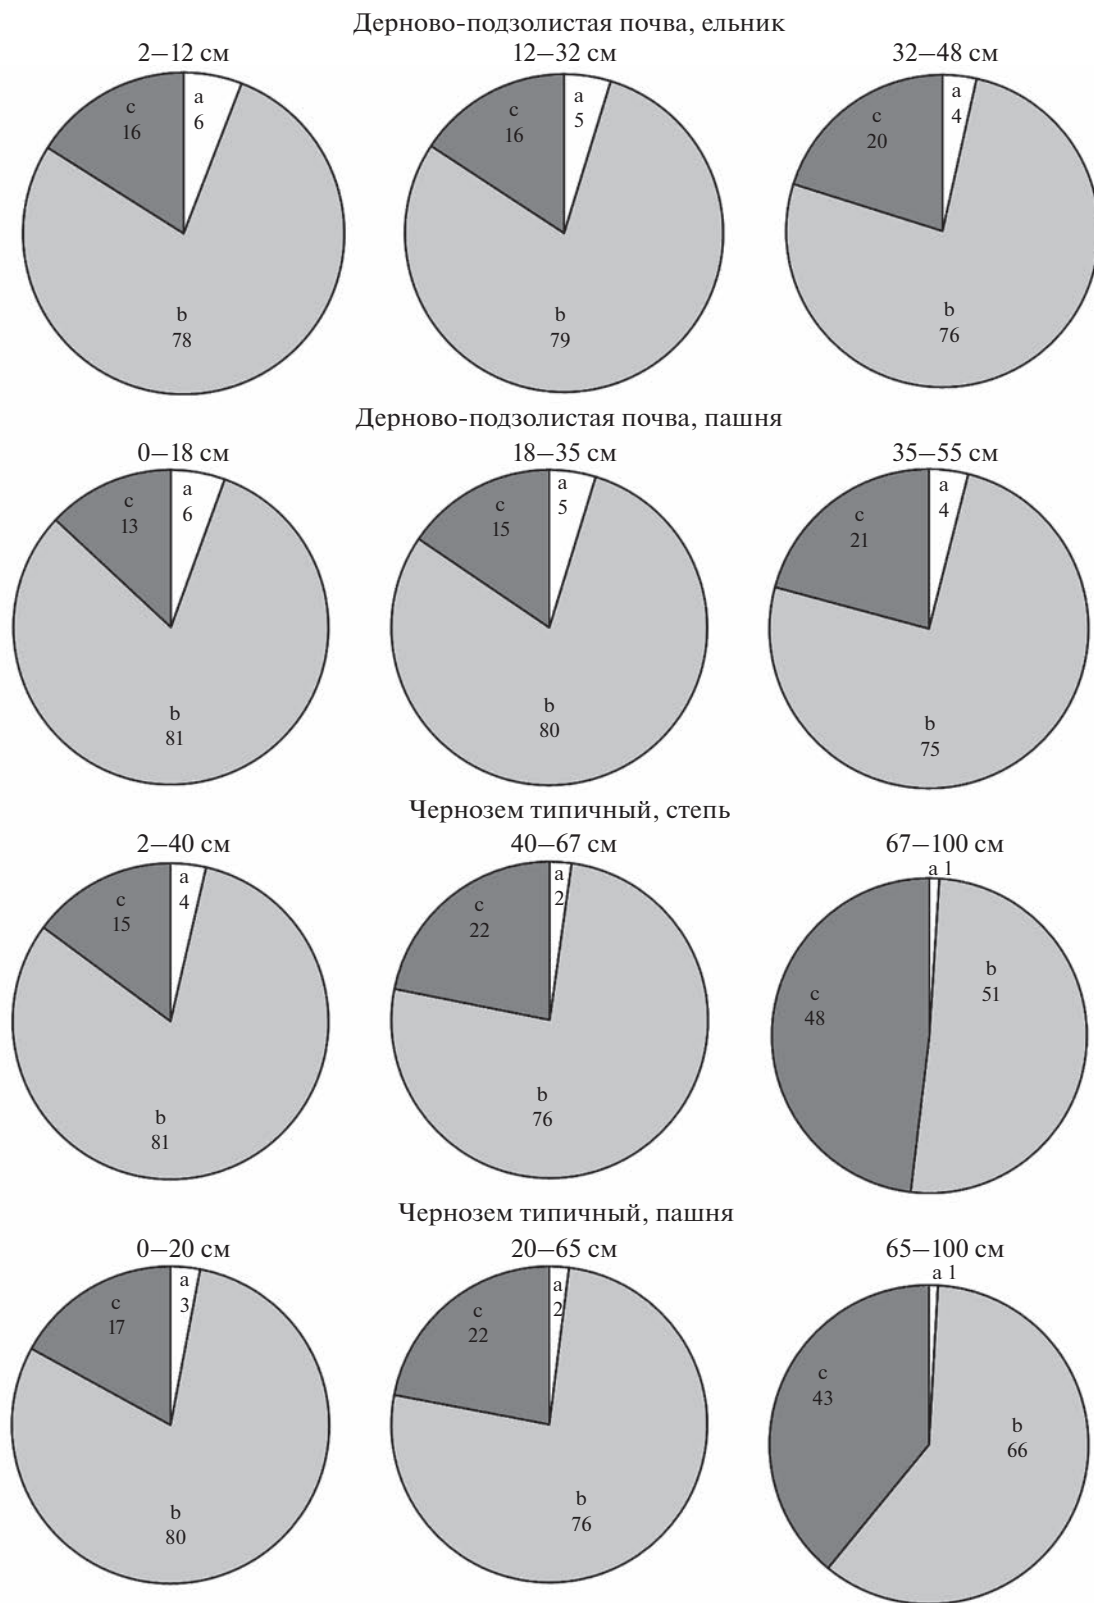 Дерново-подзолистая почва, ельник
2–12 см
12–32 см
32–48 см
c
16
a
6
b
78
c
16
a
5
b
79
c
20
a
4
b
76
Дерново-подзолистая почва, пашня
0–18 см
18–35 см
35–55 см
c
13
a
6
b
81
c
15
a
5
b
80
c
21
a
4
b
75
Чернозем типичный, степь
2–40 см
40–67 см
67–100 см
c
15
a
4
b
81
c
22
a
2
b
76
a 1
c
48
b
51
Чернозем типичный, пашня
0–20 см
20–65 см
65–100 см
c
17
a
3
b
80
c
22
a
2
b
76
a 1
c
43
b
66